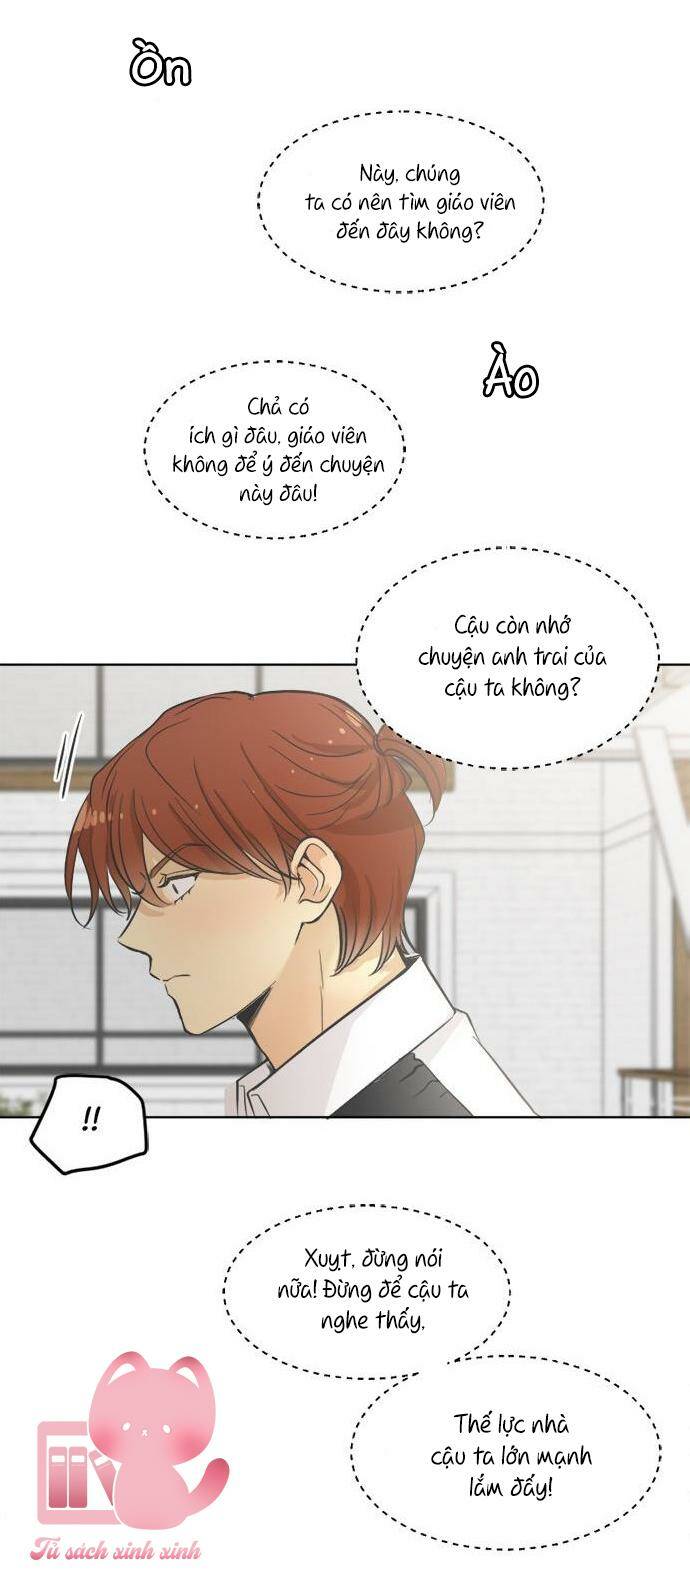 Ồn
Này, chúng
ta có nên tìm giáo viên
đến đây không?
Ào
Chả có
ích gì đâu, giáo viên
không để ý đến chuyện
này đâu!
Cậu còn nhớ
chuyện anh trai của
cậu ta không?
!!
Xuỵt, đừng nói
nữa! Đừng để cậu ta
nghe thấy,
Thế lực nhà
cậu ta lớn mạnh
lắm đấy!
Tủ sách xinh xinh